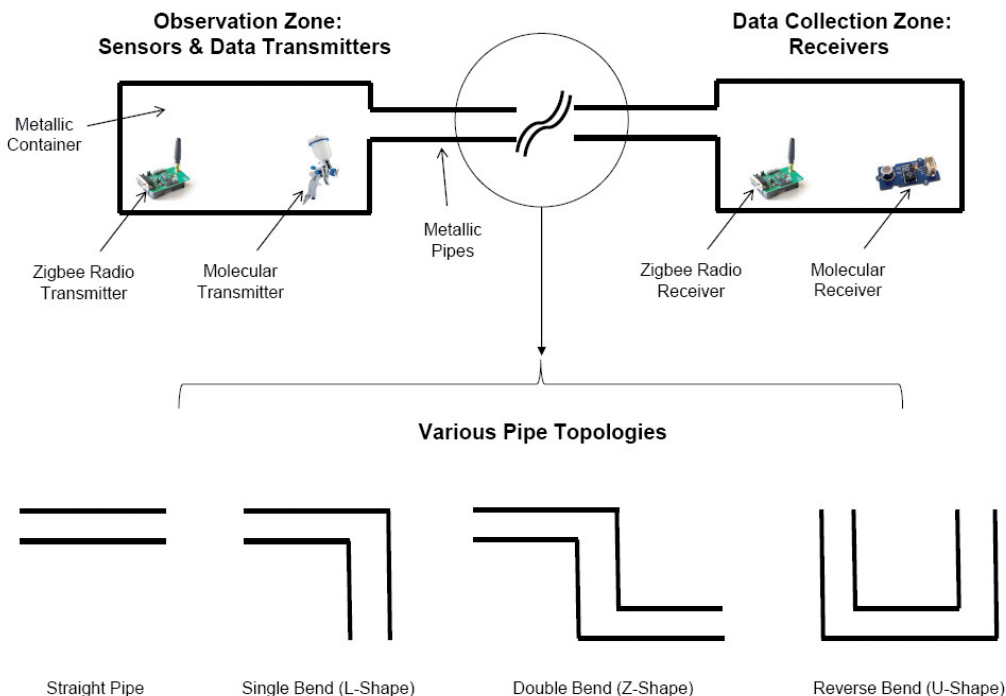 Observation Zone:
Sensors & Data Transmitters
Data Collection Zone:
Receivers
Metallic
Container
Metallic
Pipes
Zigbee Radio
Transmitter
Molecular
Transmitter
Zigbee Radio
Receiver
Molecular
Receiver
Various Pipe Topologies
Straight Pipe
Single Bend (L-Shape)
Double Bend (Z-Shape)
Reverse Bend (U-Shape)